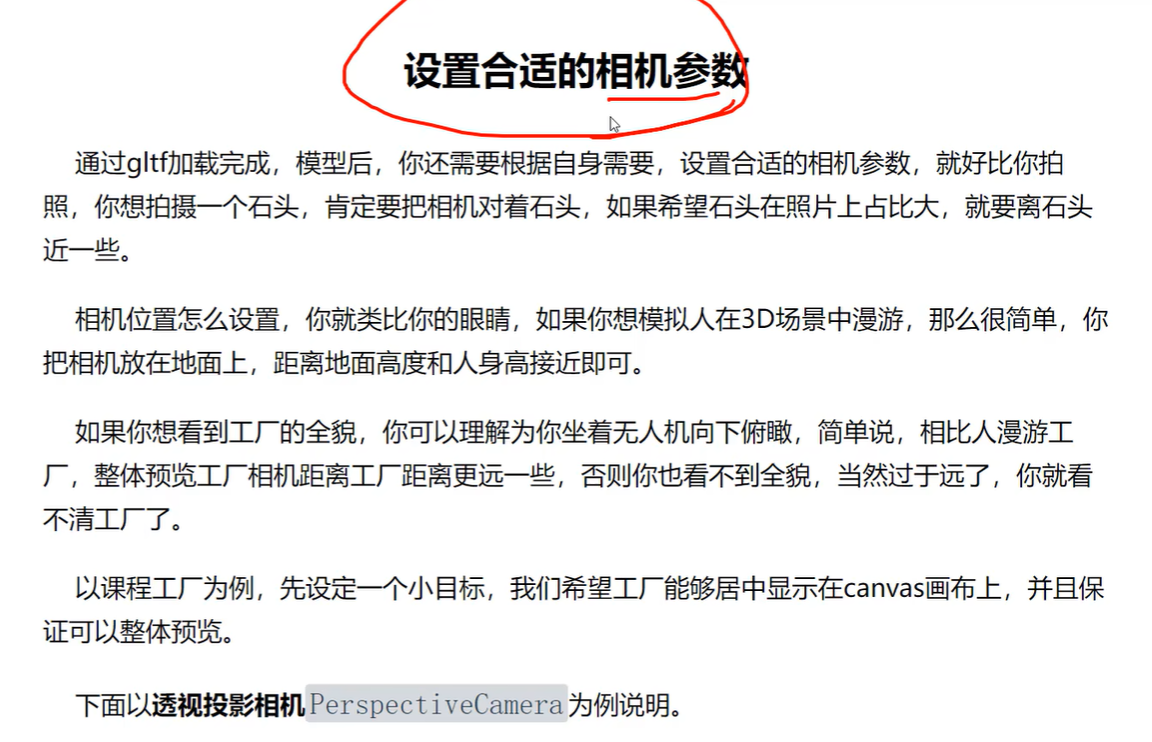 设置合适的相机参数
通过gltf加载完成，模型后，你还需要根据自身需要，设置合适的相机参数，就好比你拍
照，你想拍摄一个石头，肯定要把相机对着石头，如果希望石头在照片上占比大，就要离石头
近一些。
相机位置怎么设置，你就类比你的眼睛，如果你想模拟人在3D场景中漫游，那么很简单，你
把相机放在地面上，距离地面高度和人身高接近即可。
如果你想看到工厂的全貌，你可以理解为你坐着无人机向下俯瞰，简单说，相比人漫游工
厂，整体预览工厂相机距离工厂距离更远一些，否则你也看不到全貌，当然过于远了，你就看
不清工厂了。
以课程工厂为例，先设定一个小目标，我们希望工厂能够居中显示在canvas画布上，并且保
证可以整体预览。
下面以透视投影相机PerspectiveCamera为例说明。